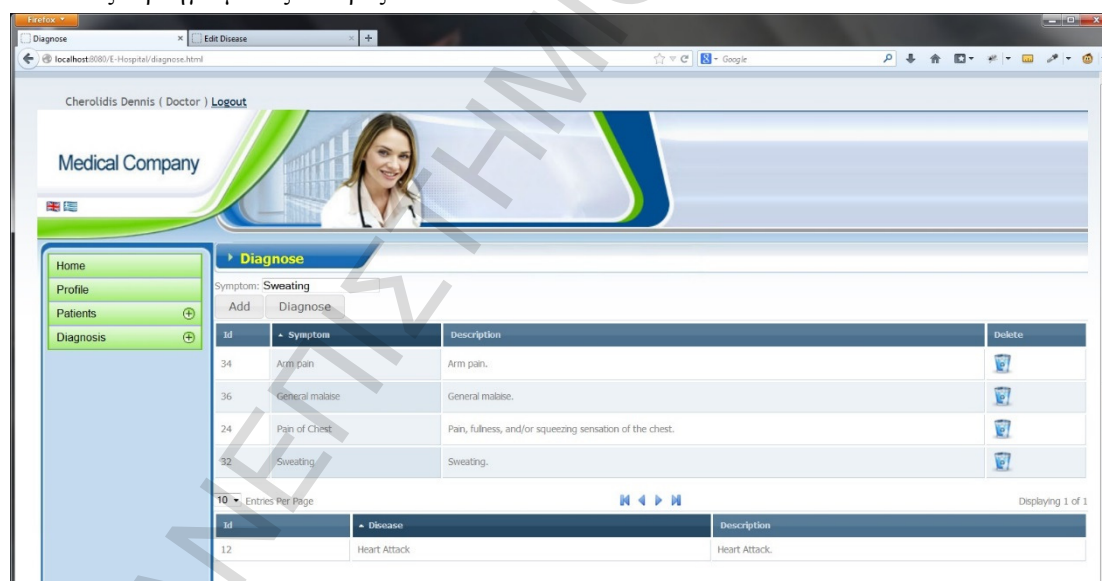 Firefox
Diagnose × Edit Disease × +
localhost:8080/E-Hospital/diagnose.html Google
Cherolidis Dennis ( Doctor ) Logout
Medical Company
Diagnose
Home
Profile
Patients
Diagnosis
Symptom: Sweating
Add Diagnose
Id Symptom Description Delete
34 Arm pain Arm pain.
36 General malaise General malaise.
24 Pain of Chest Pain, fulness, and/or squeezing sensation of the chest.
32 Sweating Sweating.
10 Entries Per Page Displaying 1 of 1
Id Disease Description
12 Heart Attack Heart Attack.